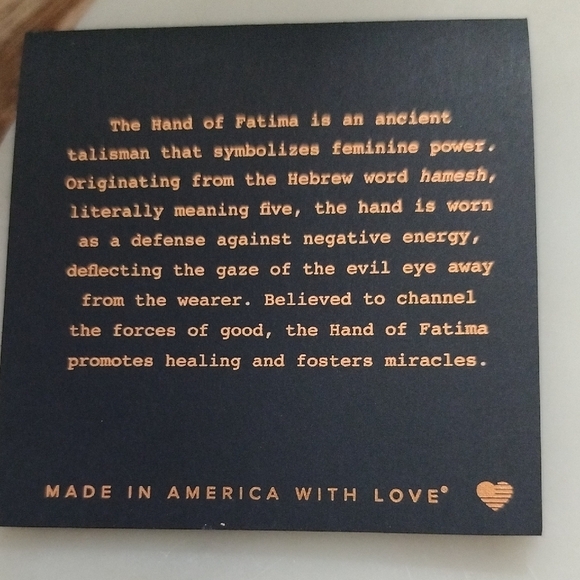 The Hand of Fatima is an ancient
talisman that symbolizes feminine power.
Originating from the Hebrew word hamesh,
literally meaning five, the hand is worn
as a defense against negative energy,
deflecting the gaze of the evil eye away
from the wearer. Believed to channel
the forces of good, the Hand of Fatima
promotes healing and fosters miracles.
MADE IN AMERICA WITH LOVE®